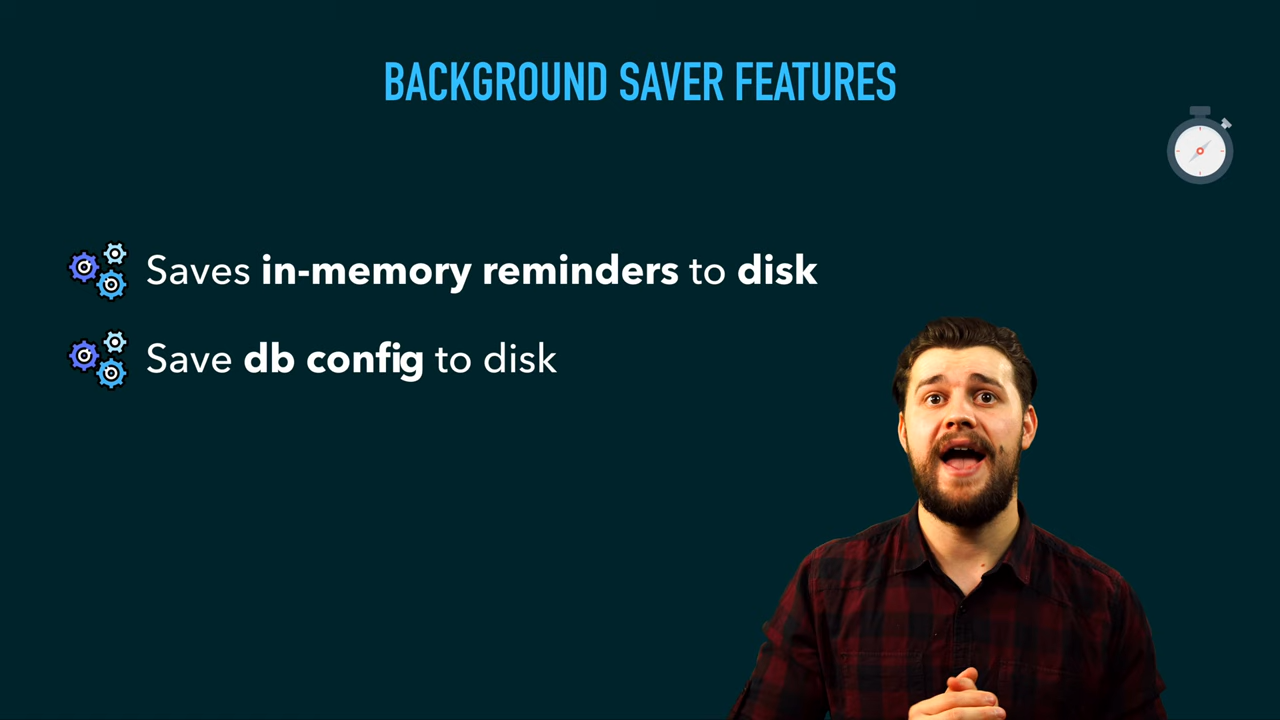 BACKGROUND SAVER FEATURES
Saves in-memory reminders to disk
Save db config to disk